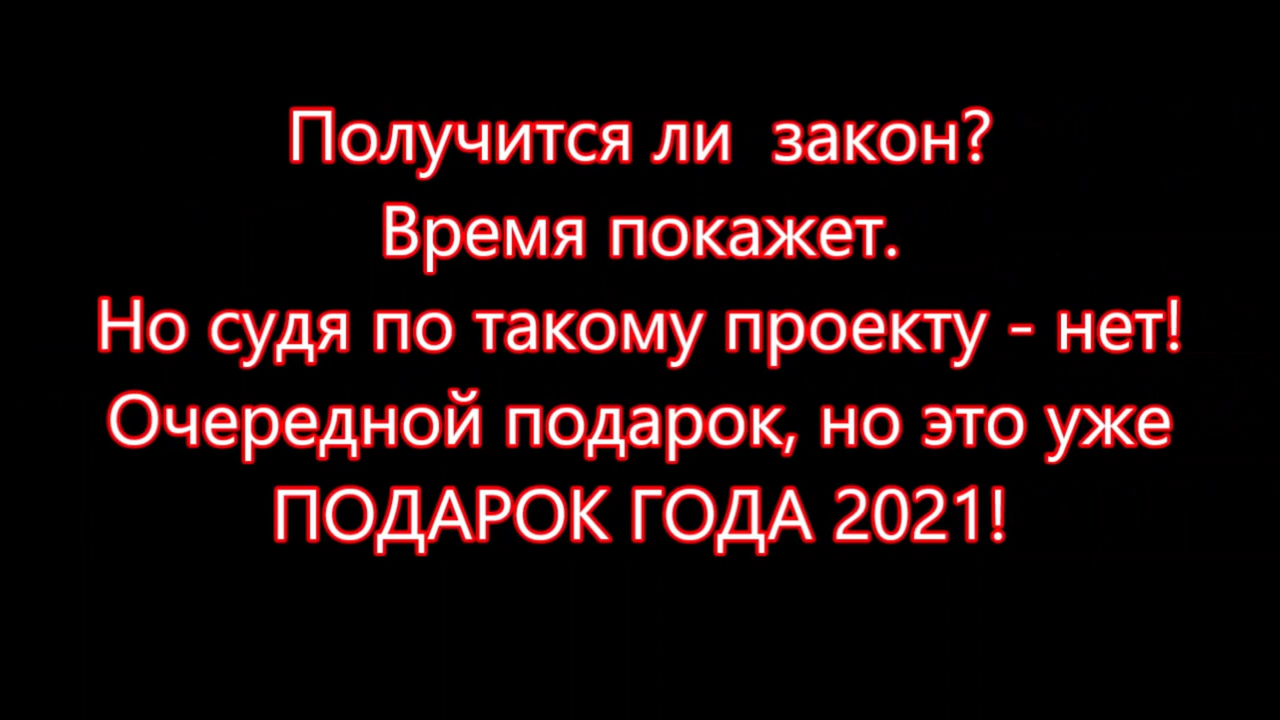 Получится ли  закон?
Время покажет.
Но судя по такому проекту - нет!
Очередной подарок, но это уже
ПОДАРОК ГОДА 2021!